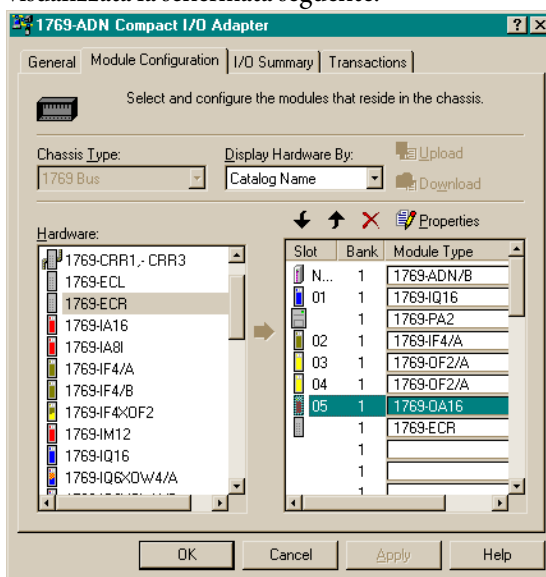 visualizzata la schermata seguente:
1769-ADN Compact I/O Adapter
General Module Configuration I/O Summary Transactions
Select and configure the modules that reside in the chassis.
Chassis Type: Display Hardware By: Upload
1769 Bus Catalog Name Download
Properties
Hardware:
Slot Bank Module Type
1769-CRR1,- CRR3
1769-ECL
1769-ECR
1769-IA16
1769-IA8I
1769-IF4/A
1769-IF4/B
1769-IF4XOF2
1769-IM12
1769-IQ16
1769-IQ6XOW4/A
N... 1 1769-ADN/B
01 1 1769-IQ16
1 1769-PA2
02 1 1769-IF4/A
03 1 1769-OF2/A
04 1 1769-OF2/A
05 1 1769-OA16
1 1769-ECR
1
1
1
OK Cancel Apply Help